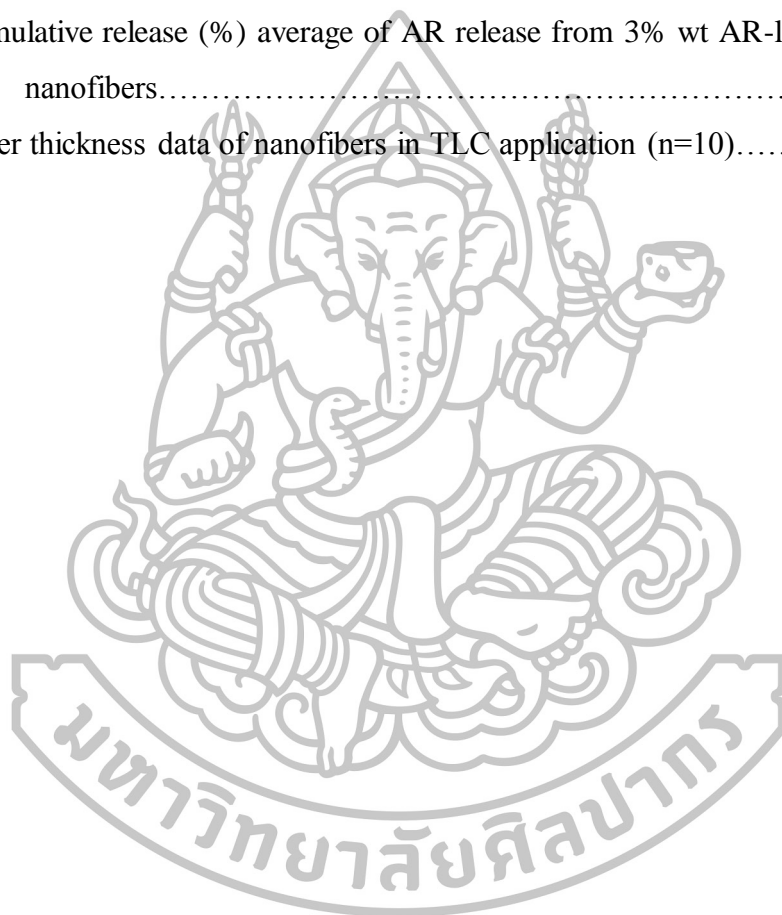 mulative release (%) average of AR release from 3% wt AR-l
nanofibers……………………………………………………
er thickness data of nanofibers in TLC application (n=10)……
มหาวิทยาลัยศิลปากร